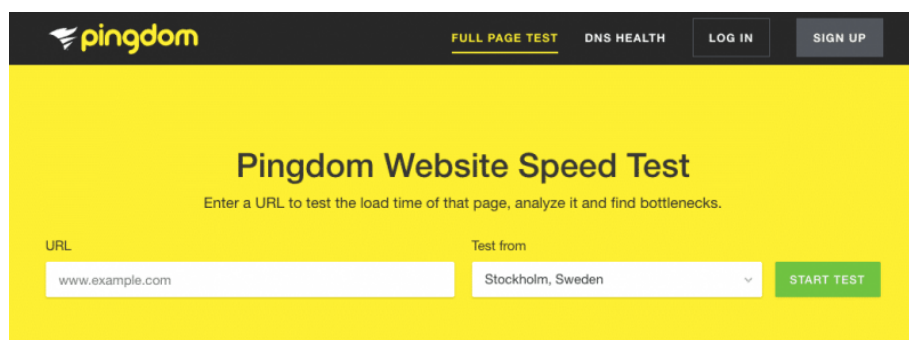 pingdom
FULL PAGE TEST DNS HEALTH LOG IN SIGN UP
Pingdom Website Speed Test
Enter a URL to test the load time of that page, analyze it and find bottlenecks.
URL Test from
www.example.com Stockholm, Sweden START TEST